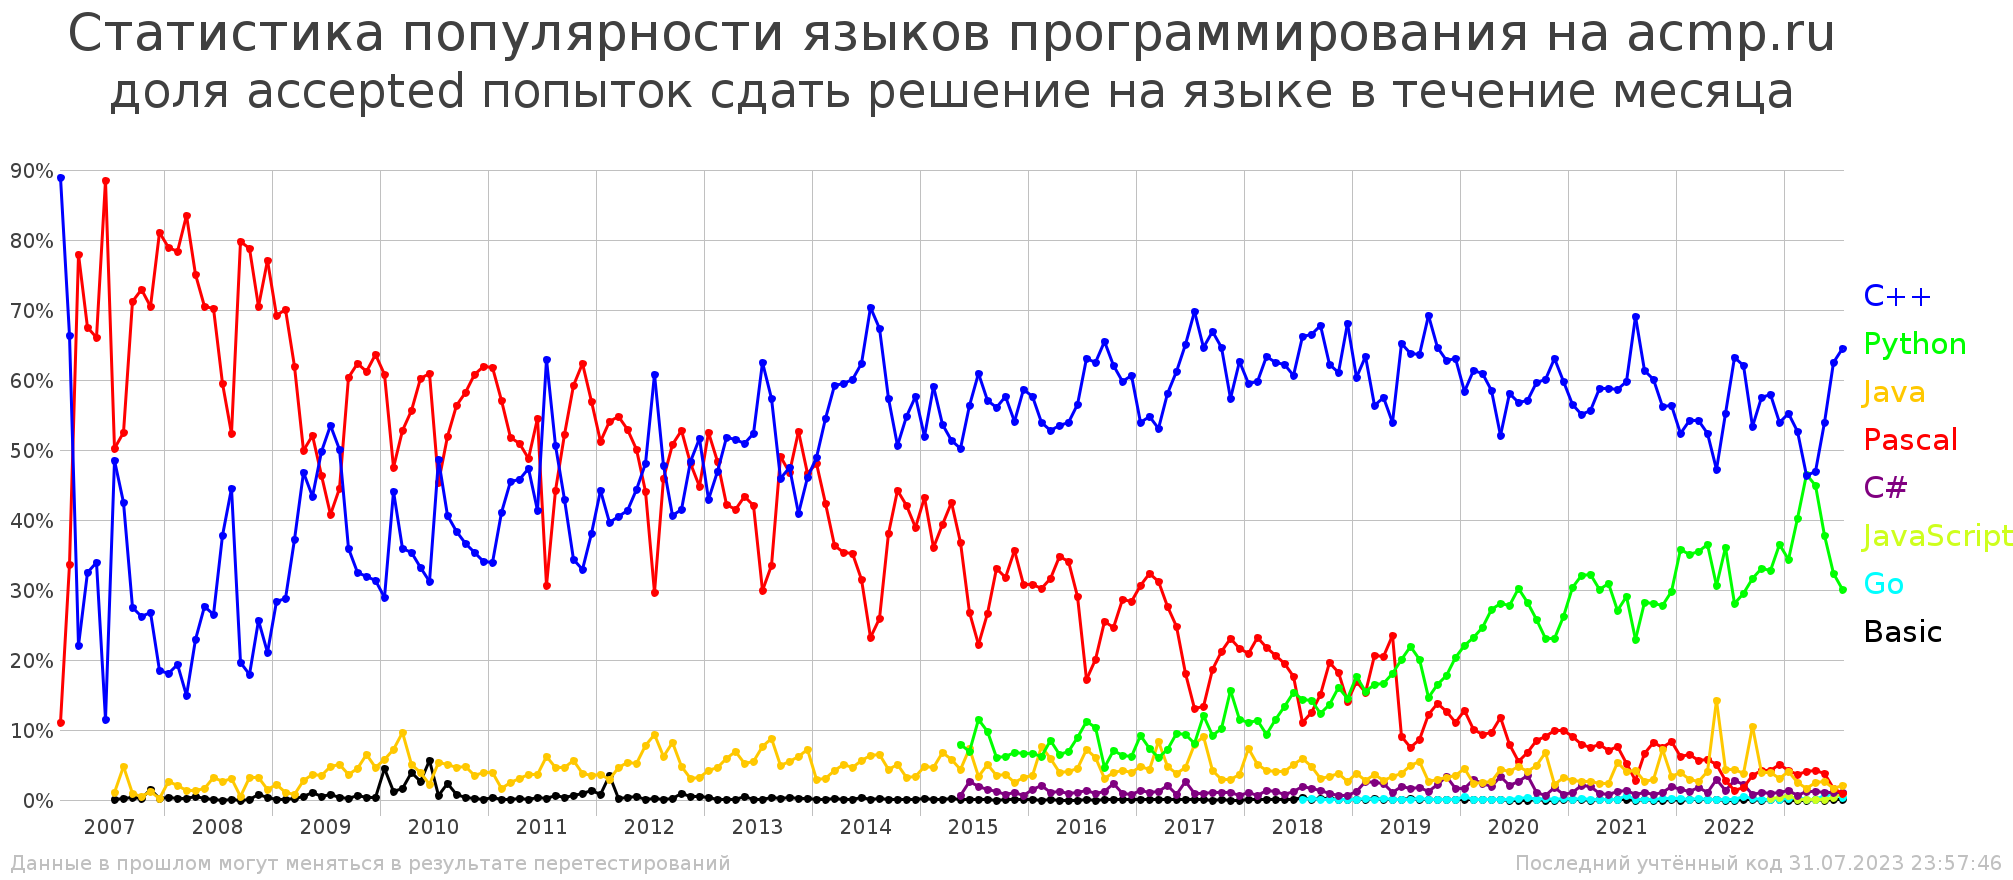 Статистика популярности языков программирования на acmp.ru
доля accepted попыток сдать решение на языке в течение месяца
90%
80%
70%
60%
50%
40%
30%
20%
10%
0%
2007 2008 2009 2010 2011 2012 2013 2014 2015 2016 2017 2018 2019 2020 2021 2022
C++
Python
Java
Pascal
C#
JavaScript
Go
Basic
Данные в прошлом могут меняться в результате перетестирований
Последний учтённый код 31.07.2023 23:57:46